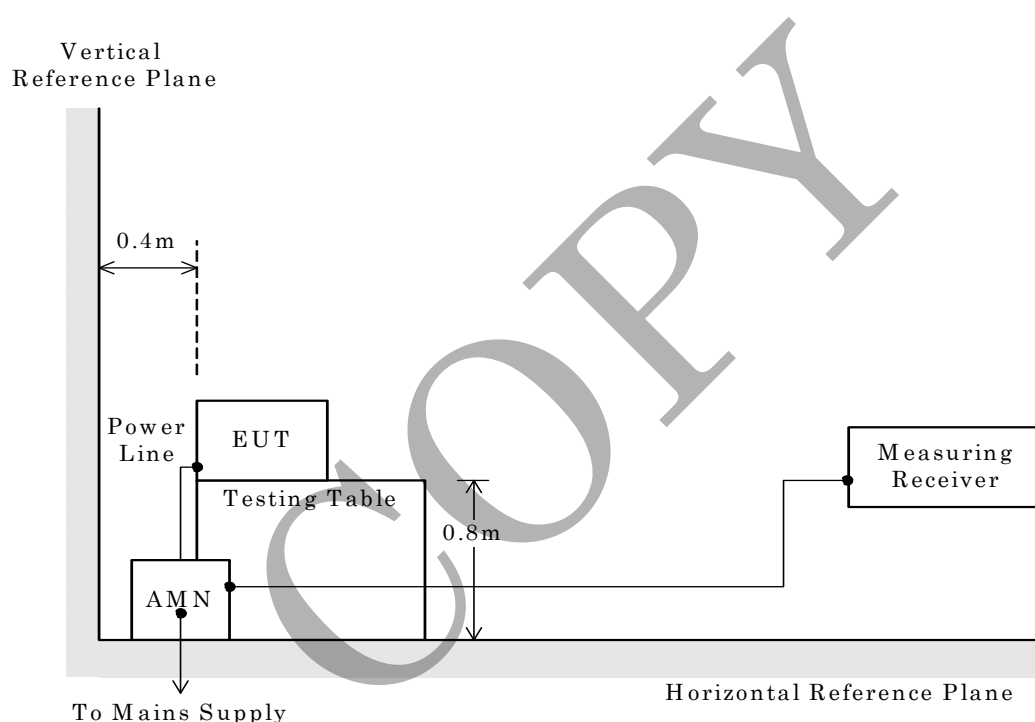 Vertical
Reference Plane
0.4m
Power
Line
EUT
Testing Table
Measuring
Receiver
0.8m
AMN
Horizontal Reference Plane
To Mains Supply
COPY